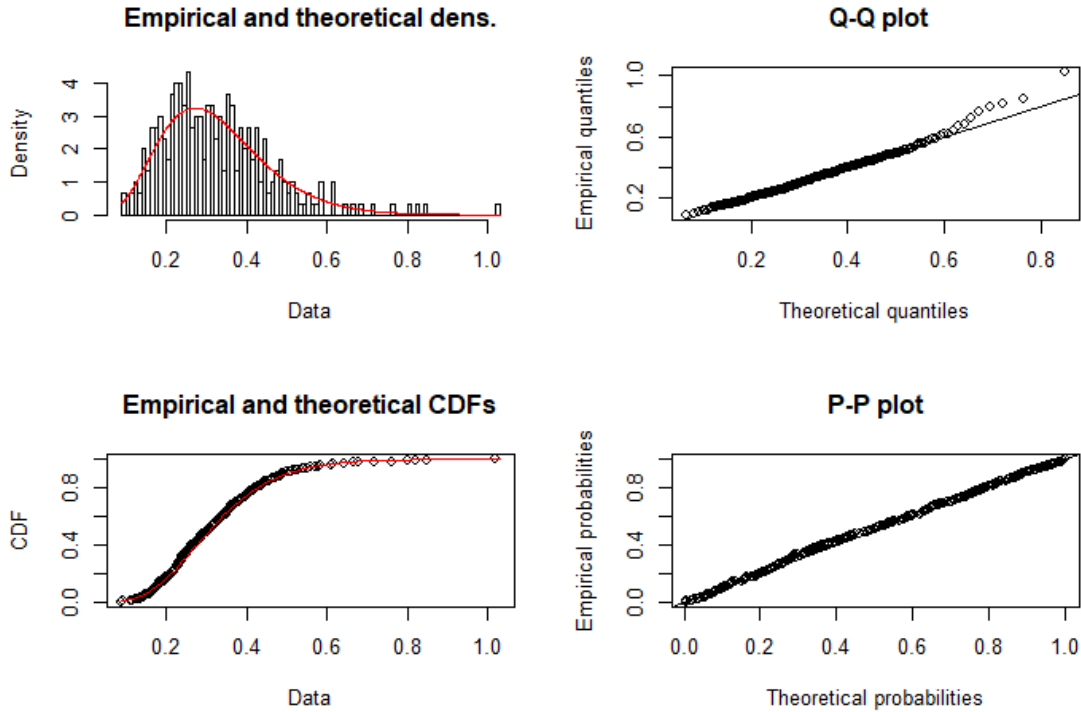 Empirical and theoretical dens.
Density
0 1 2 3 4
0.2 0.4 0.6 0.8 1.0
Data
Q-Q plot
Empirical quantiles
0.2 0.6 1.0
0.2 0.4 0.6 0.8
Theoretical quantiles
Empirical and theoretical CDFs
CDF
0.0 0.4 0.8
0.2 0.4 0.6 0.8 1.0
Data
P-P plot
Empirical probabilities
0.0 0.4 0.8
0.0 0.2 0.4 0.6 0.8 1.0
Theoretical probabilities